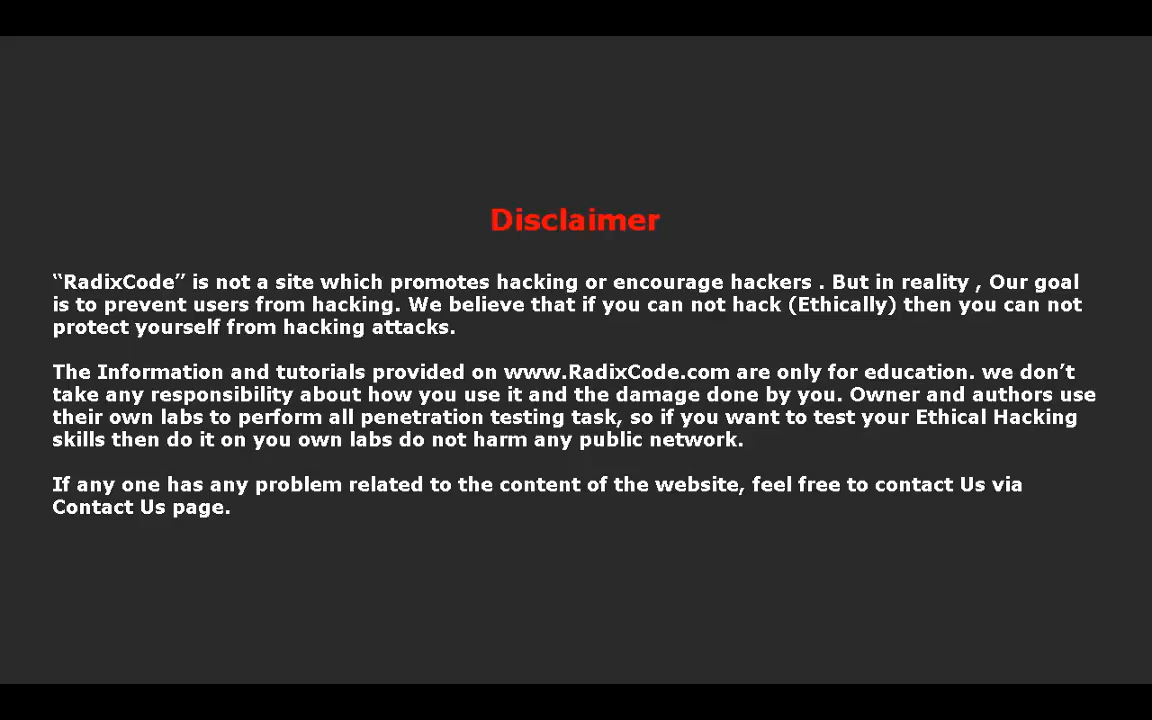 Disclaimer
“RadixCode” is not a site which promotes hacking or encourage hackers . But in reality , Our goal
is to prevent users from hacking. We believe that if you can not hack (Ethically) then you can not
protect yourself from hacking attacks.
The Information and tutorials provided on www.RadixCode.com are only for education. we don’t
take any responsibility about how you use it and the damage done by you. Owner and authors use
their own labs to perform all penetration testing task, so if you want to test your Ethical Hacking
skills then do it on you own labs do not harm any public network.
If any one has any problem related to the content of the website, feel free to contact Us via
Contact Us page.